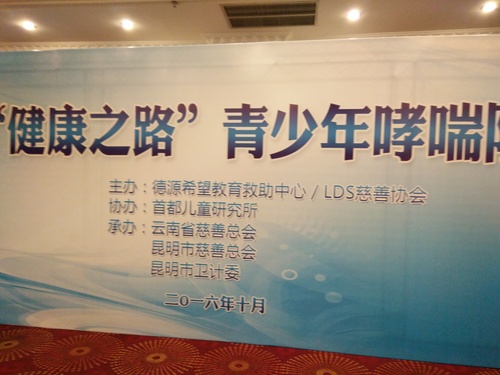 “健康之路”青少年哮喘防
主办：德源希望教育救助中心 / LDS慈善协会
协办：首都儿童研究所
承办：云南省慈善总会
昆明市慈善总会
昆明市卫计委
二o一六年十月